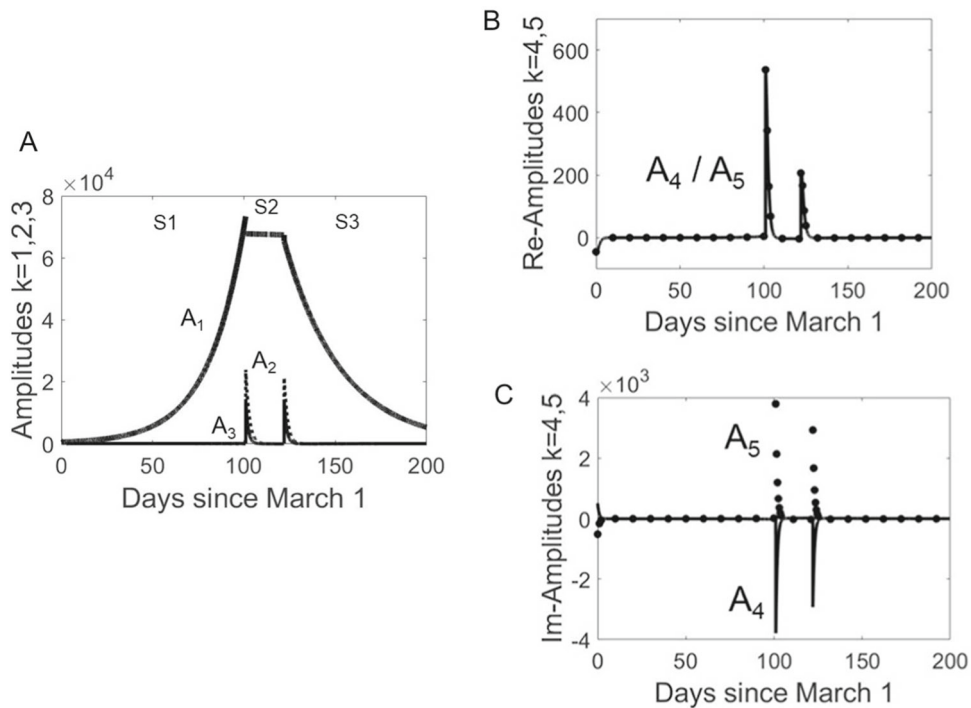 A
×10⁴
Amplitudes k=1,2,3
8
6
4
2
0
S1
S2
S3
A₁
A₂
A₃
0
50
100
150
200
Days since March 1
B
Re-Amplitudes k=4,5
600
400
200
0
A₄ / A₅
0
50
100
150
200
Days since March 1
C
×10³
Im-Amplitudes k=4,5
4
2
0
-2
-4
A₅
A₄
0
50
100
150
200
Days since March 1